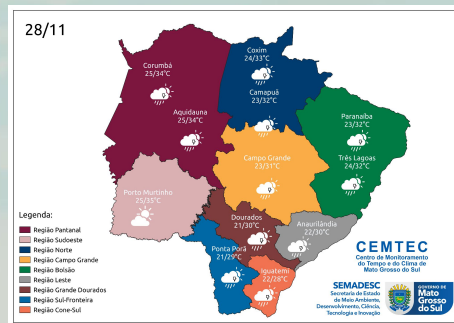 28/11
Corumbá
25/34°C
Coxim
24/33°C
Camapuã
23/32°C
Aquidauna
25/34°C
Paranaíba
23/32°C
Campo Grande
23/31°C
Três Lagoas
24/32°C
Porto Murtinho
25/35°C
Dourados
21/30°C
Anaurilândia
22/30°C
Ponta Porã
21/29°C
Iguatemi
22/28°C
Legenda:
Região Pantanal
Região Sudoeste
Região Norte
Região Campo Grande
Região Bolsão
Região Leste
Região Grande Dourados
Região Sul-Fronteira
Região Cone-Sul
CEMTEC
Centro de Monitoramento
do Tempo e do Clima de
Mato Grosso do Sul
SEMADESC
Secretaria de Estado
de Meio Ambiente,
Desenvolvimento, Ciência,
Tecnologia e Inovação
GOVERNO DE
Mato
Grosso
do Sul